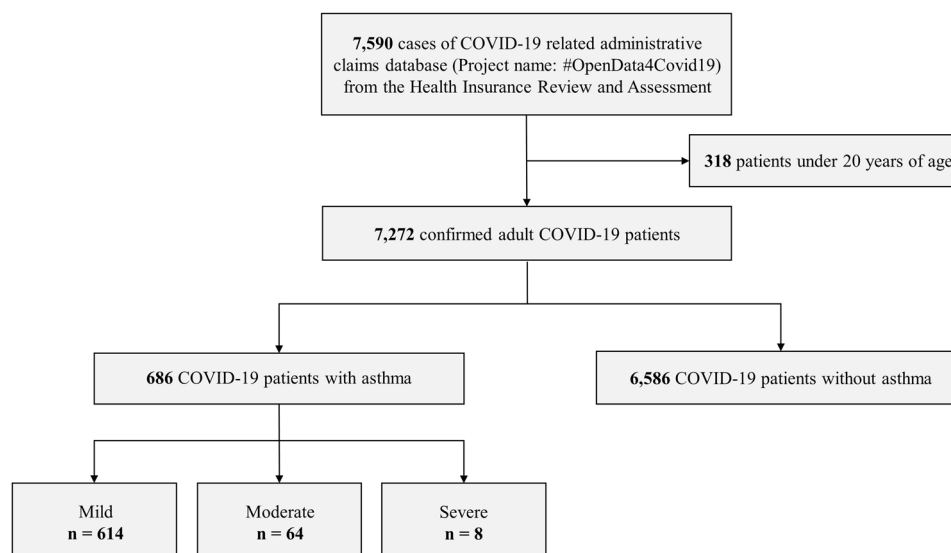 7,590 cases of COVID-19 related administrative
claims database (Project name: #OpenData4Covid19)
from the Health Insurance Review and Assessment
318 patients under 20 years of age
7,272 confirmed adult COVID-19 patients
686 COVID-19 patients with asthma
6,586 COVID-19 patients without asthma
Mild
n = 614
Moderate
n = 64
Severe
n = 8